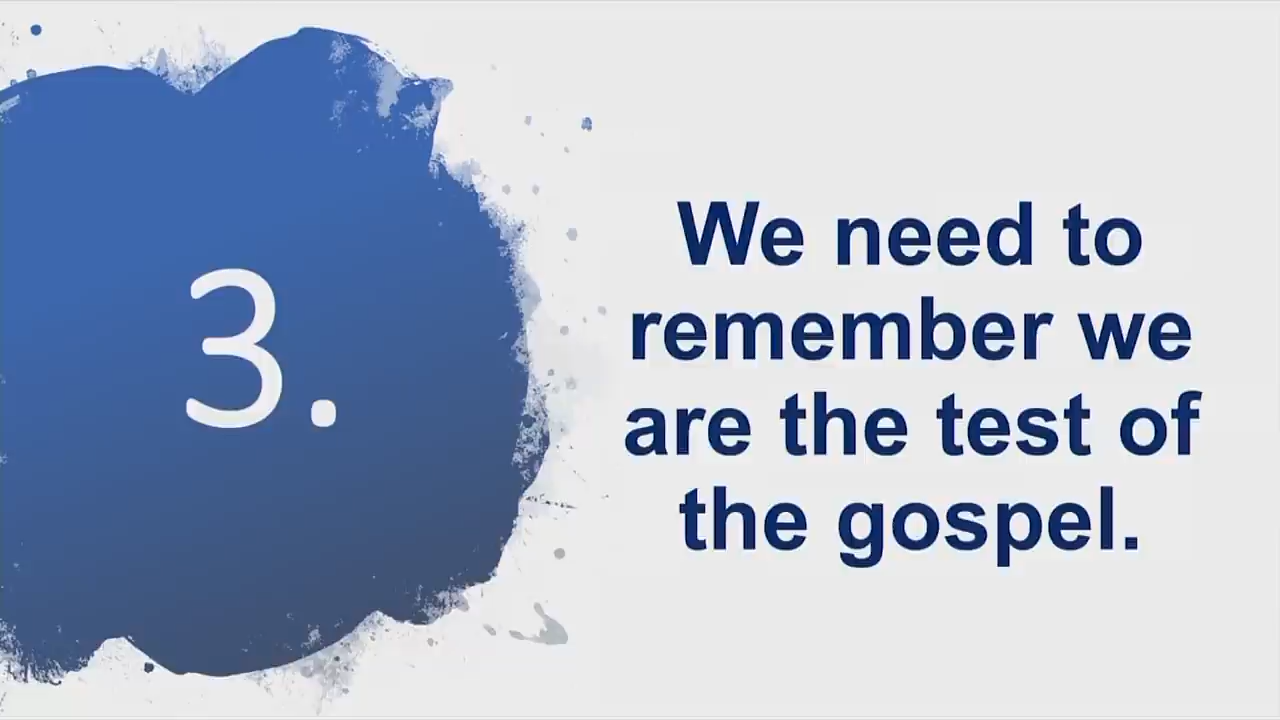 3.
We need to
remember we
are the test of
the gospel.